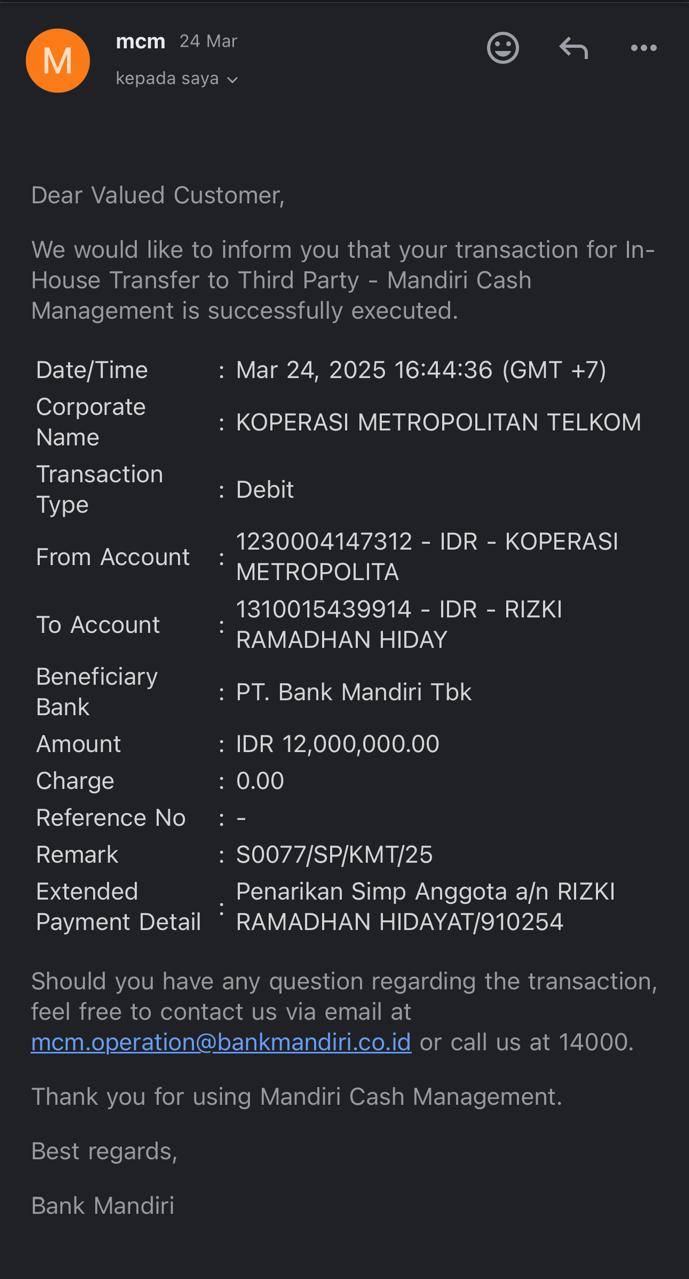 M
mcm 24 Mar
kepada saya
Dear Valued Customer,
We would like to inform you that your transaction for In-
House Transfer to Third Party - Mandiri Cash
Management is successfully executed.
Date/Time : Mar 24, 2025 16:44:36 (GMT +7)
Corporate
Name : KOPERASI METROPOLITAN TELKOM
Transaction
Type : Debit
From Account : 1230004147312 - IDR - KOPERASI
METROPOLITA
To Account : 1310015439914 - IDR - RIZKI
RAMADHAN HIDAY
Beneficiary
Bank : PT. Bank Mandiri Tbk
Amount : IDR 12,000,000.00
Charge : 0.00
Reference No : -
Remark : S0077/SP/KMT/25
Extended
Payment Detail : Penarikan Simp Anggota a/n RIZKI
RAMADHAN HIDAYAT/910254
Should you have any question regarding the transaction,
feel free to contact us via email at
mcm.operation@bankmandiri.co.id or call us at 14000.
Thank you for using Mandiri Cash Management.
Best regards,
Bank Mandiri